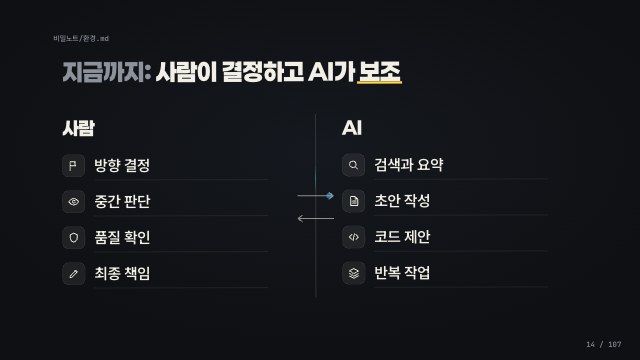 비밀노트/환경.md
지금까지: 사람이 결정하고 AI가 보조
사람
방향 결정
중간 판단
품질 확인
최종 책임
AI
검색과 요약
초안 작성
코드 제안
반복 작업
14 / 107